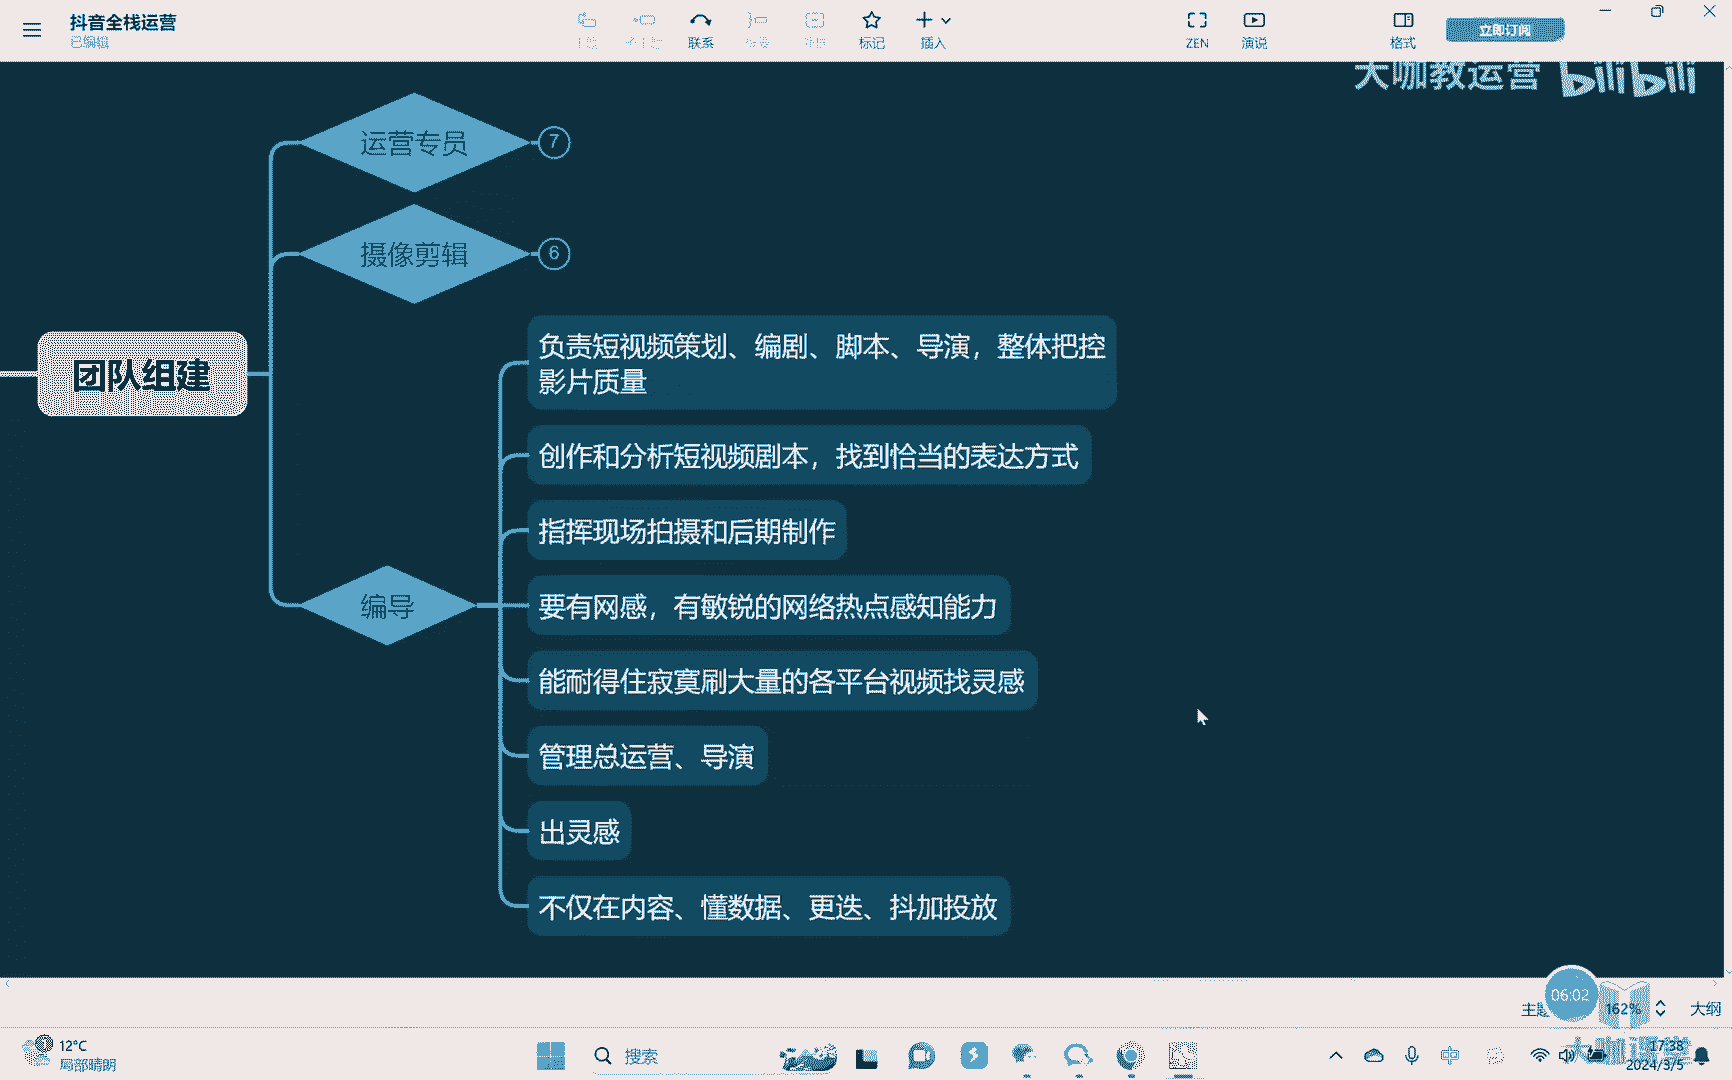 抖音全栈运营
已编辑
联系
标记
插入
ZEN
演说
格式
立即订阅
大咖教运营 bilibili
运营专员
7
摄像剪辑
6
团队组建
负责短视频策划、编剧、脚本、导演，整体把控
影片质量
创作和分析短视频剧本，找到恰当的表达方式
指挥现场拍摄和后期制作
编导
要有网感，有敏锐的网络热点感知能力
能耐得住寂寞刷大量的各平台视频找灵感
管理总运营、导演
出灵感
不仅在内容、懂数据、更迭、抖加投放
06:02
主题
162%
大纲
12°C
局部晴朗
搜索
中
大咖课堂
17:38
2024/3/5